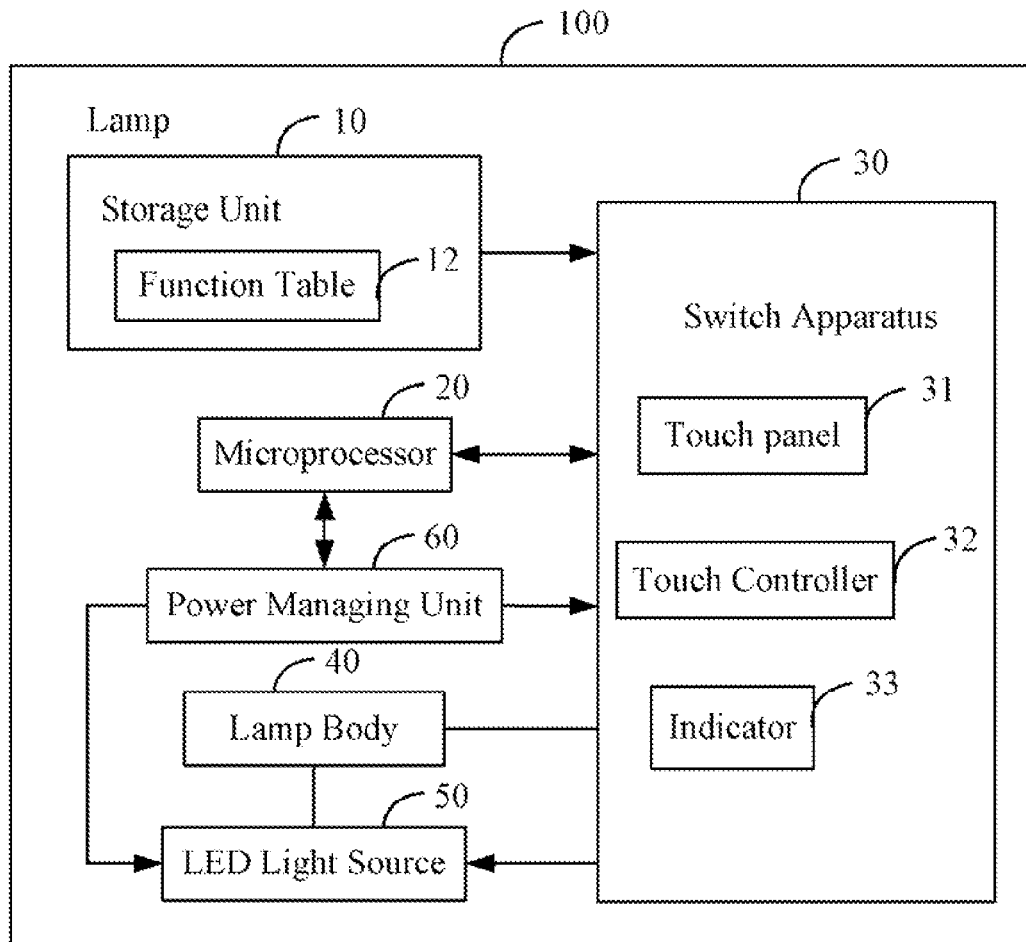 100
Lamp
10
Storage Unit
Function Table
12
30
Switch Apparatus
20
Microprocessor
31
Touch panel
60
Power Managing Unit
32
Touch Controller
40
Lamp Body
33
Indicator
50
LED Light Source